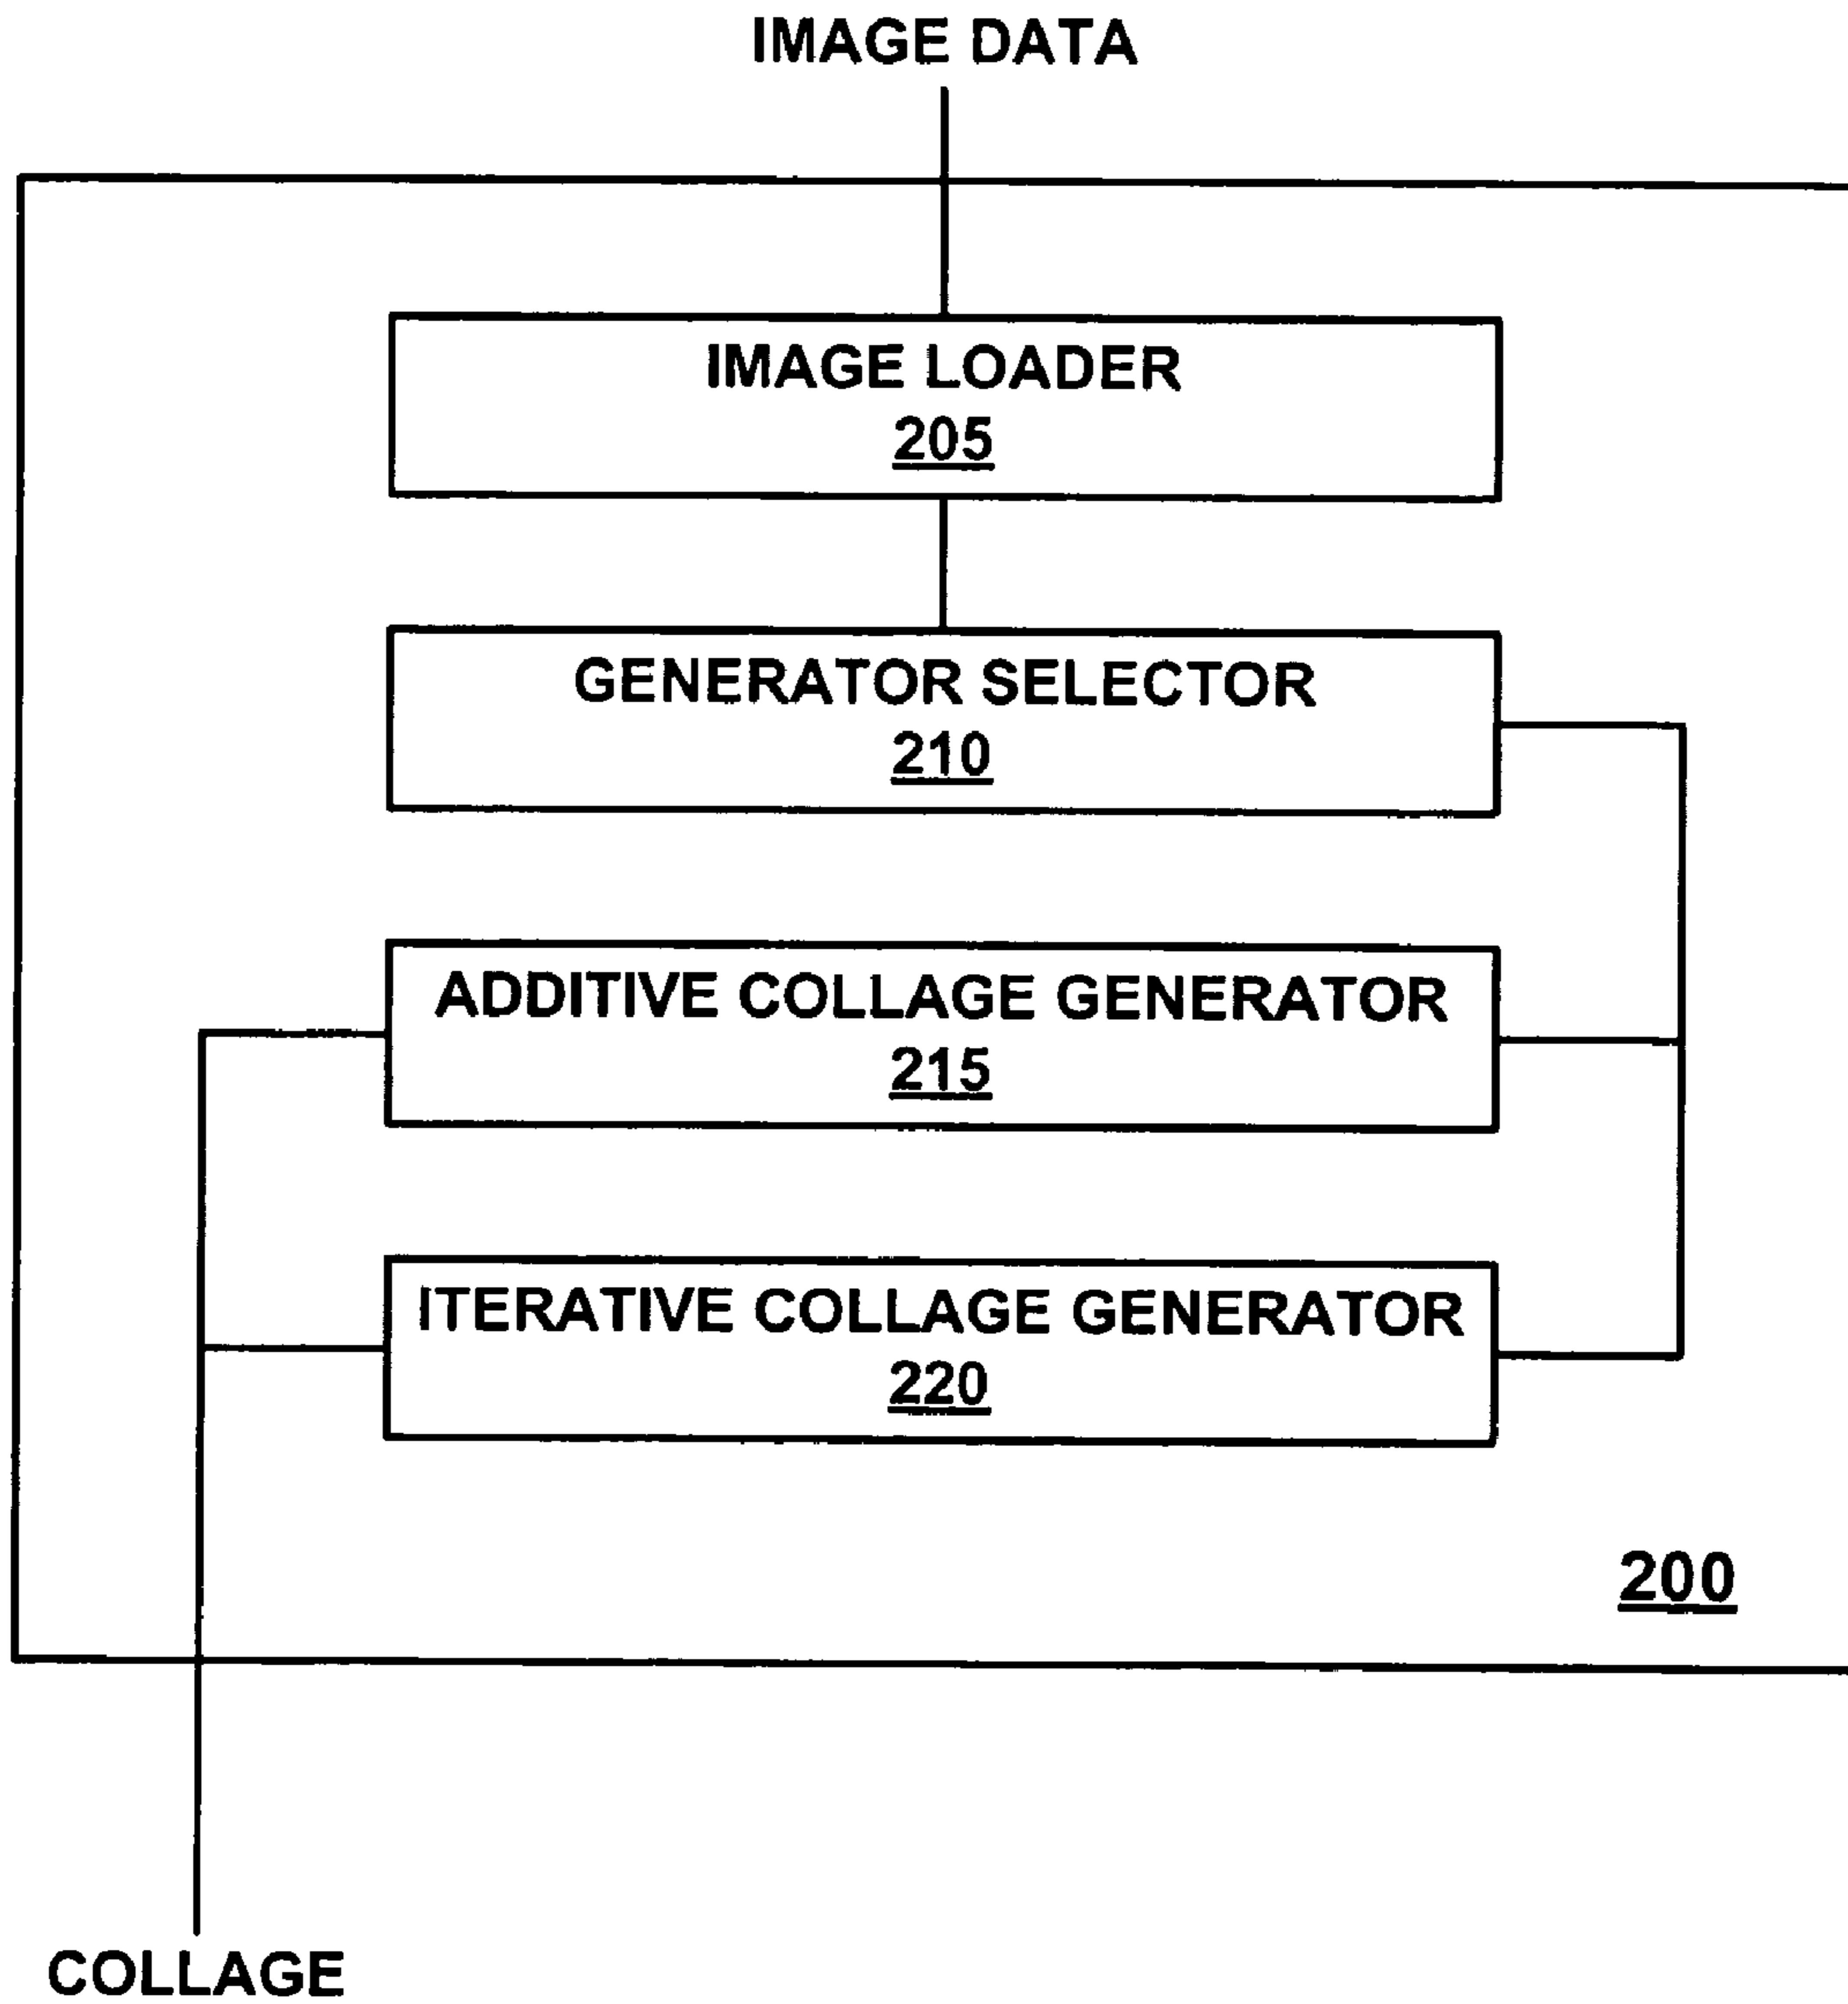 IMAGE DATA
IMAGE LOADER
205
GENERATOR SELECTOR
210
ADDITIVE COLLAGE GENERATOR
215
ITERATIVE COLLAGE GENERATOR
220
200
COLLAGE